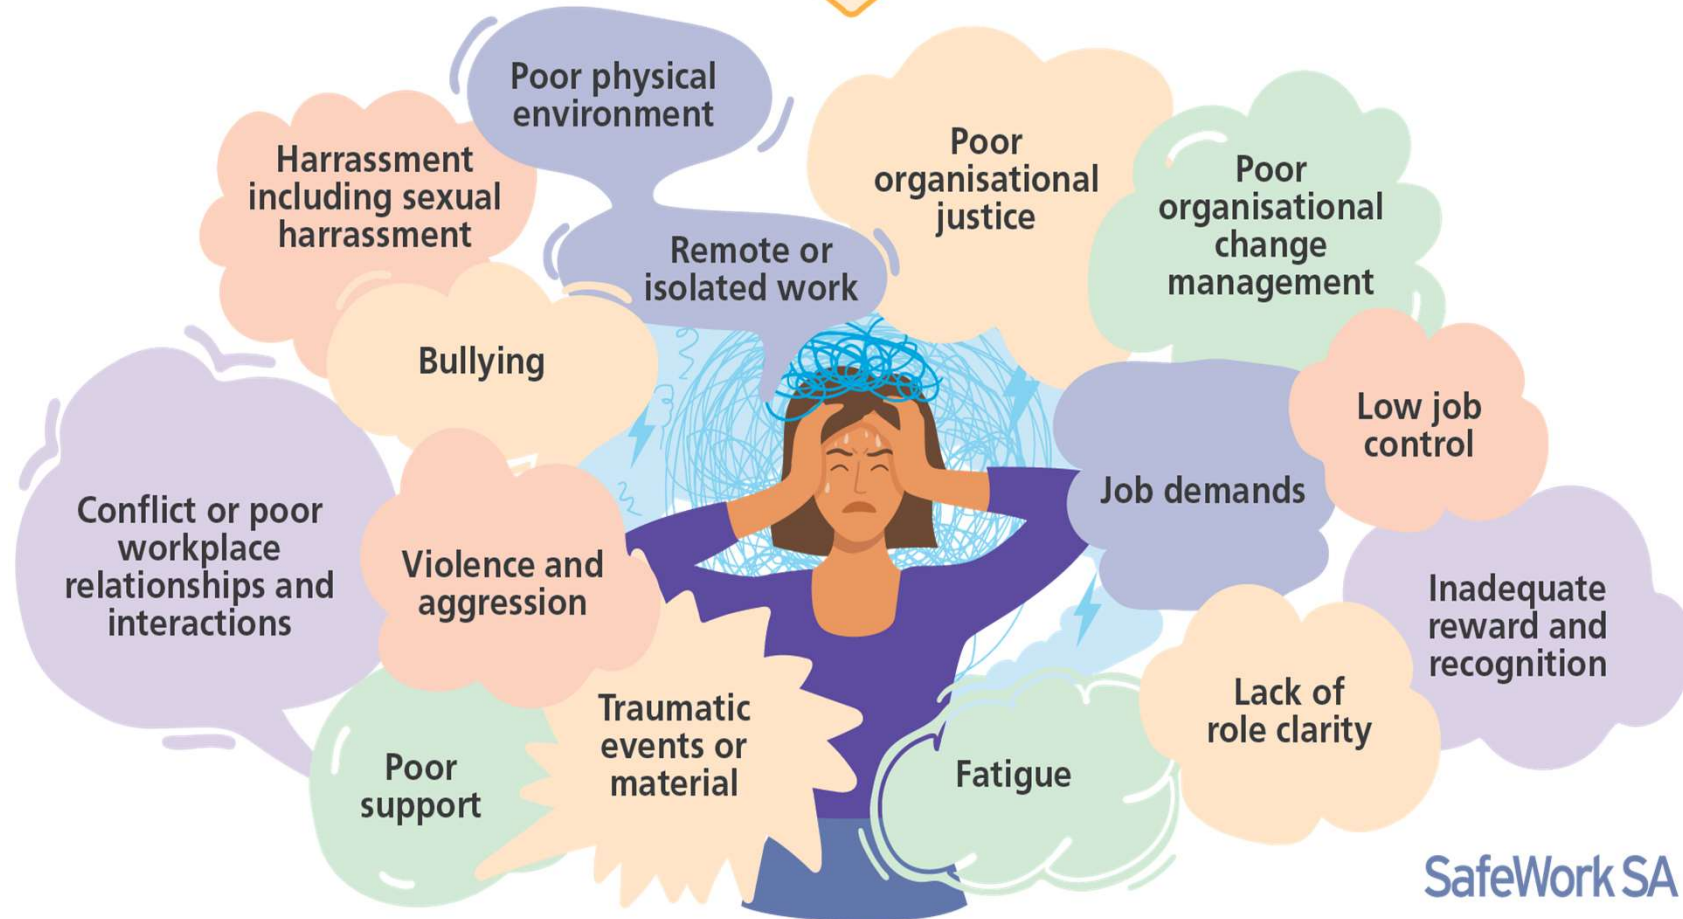 Poor physical
environment
Harrassment
including sexual
harrassment
Remote or
isolated work
Poor
organisational
justice
Poor
organisational
change
management
Bullying
Low job
control
Job demands
Conflict or poor
workplace
relationships and
interactions
Violence and
aggression
Inadequate
reward and
recognition
Lack of
role clarity
Traumatic
events or
material
Poor
support
Fatigue
SafeWork SA